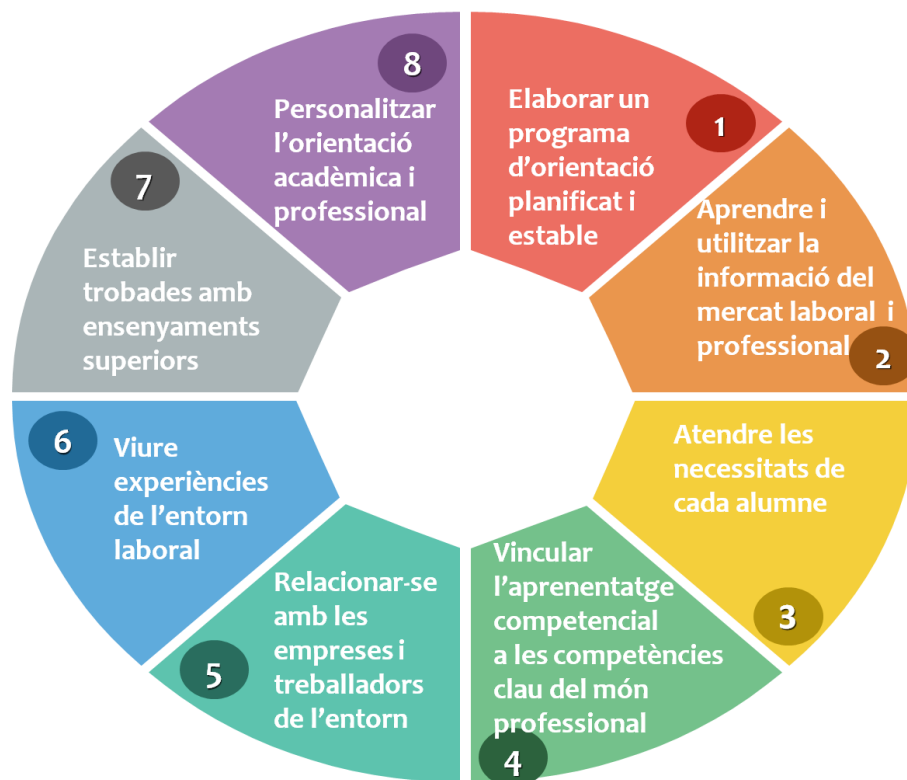 1
Elaborar un
programa
d'orientació
planificat i
estable
2
Aprendre i
utilitzar la
informació del
mercat laboral i
professional
3
Atendre les
necessitats de
cada alumne
4
Vincular
l'aprenentatge
competencial
a les competències
clau del món
professional
5
Relacionar-se
amb les
empreses i
treballadors
de l'entorn
6
Viure
experiències
de l'entorn
laboral
7
Establir
trobades amb
ensenyaments
superiors
8
Personalitzar
l'orientació
acadèmica i
professional